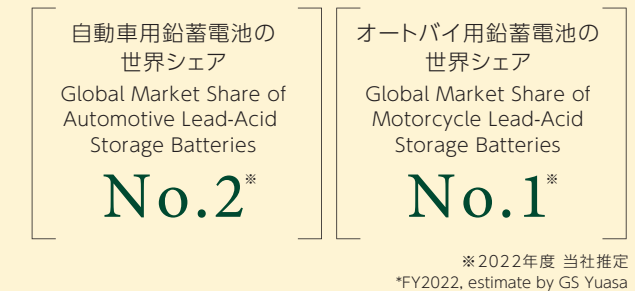 自動車用鉛蓄電池の
世界シェア
Global Market Share of
Automotive Lead-Acid
Storage Batteries
No.2※
オートバイ用鉛蓄電池の
世界シェア
Global Market Share of
Motorcycle Lead-Acid
Storage Batteries
No.1※
※2022年度 当社推定
*FY2022, estimate by GS Yuasa